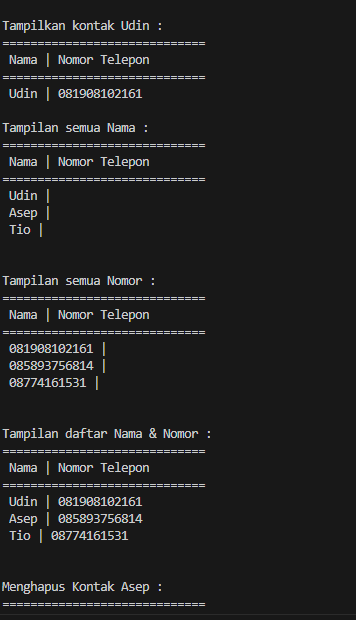 Tampilkan kontak Udin :
=============================
Nama | Nomor Telepon
=============================
Udin | 081908102161
Tampilan semua Nama :
=============================
Nama | Nomor Telepon
=============================
Udin |
Asep |
Tio |
Tampilan semua Nomor :
=============================
Nama | Nomor Telepon
=============================
081908102161 |
085893756814 |
08774161531 |
Tampilan daftar Nama & Nomor :
=============================
Nama | Nomor Telepon
=============================
Udin | 081908102161
Asep | 085893756814
Tio | 08774161531
Menghapus Kontak Asep :
=============================